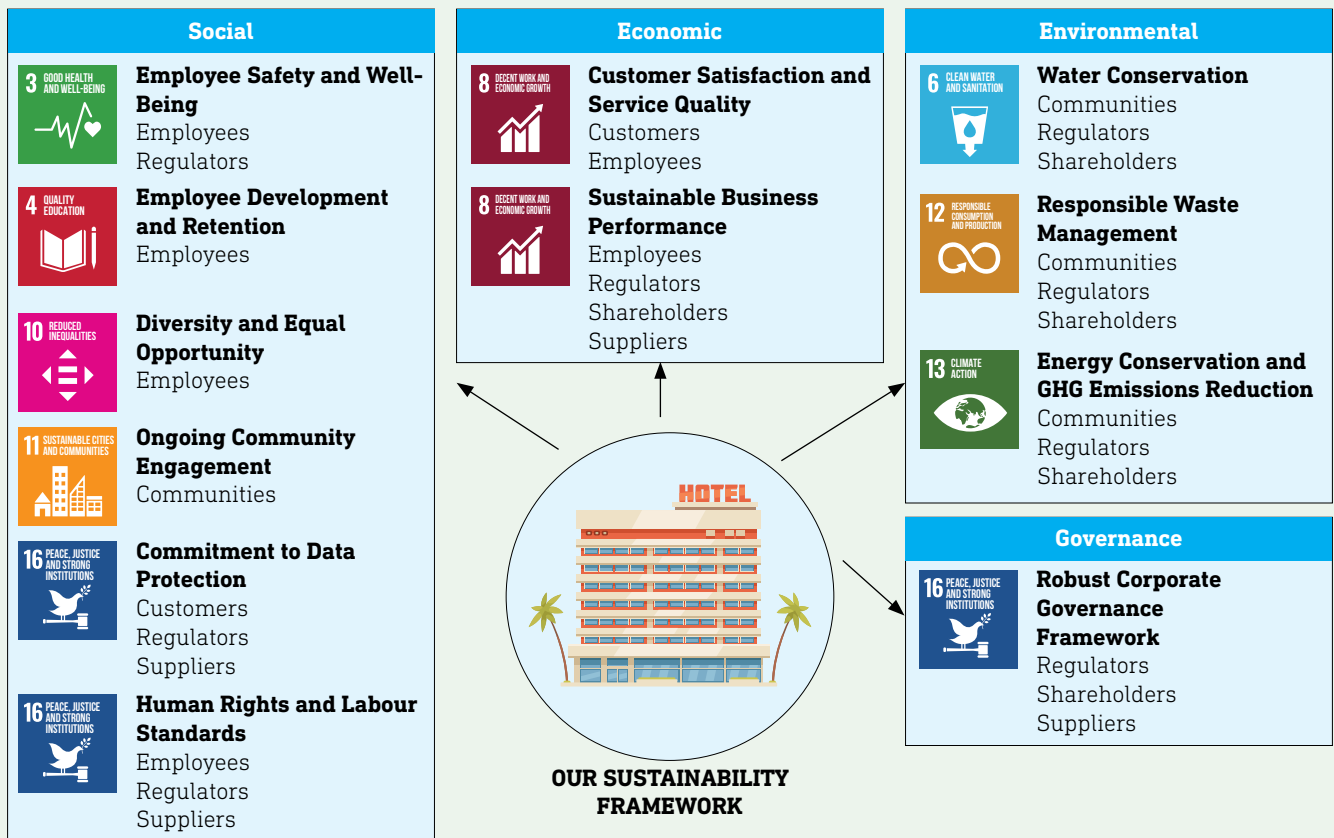 Social
3 GOOD HEALTH
AND WELL-BEING
Employee Safety and Well-
Being
Employees
Regulators
4 QUALITY
EDUCATION
Employee Development
and Retention
Employees
10 REDUCED
INEQUALITIES
Diversity and Equal
Opportunity
Employees
11 SUSTAINABLE CITIES
AND COMMUNITIES
Ongoing Community
Engagement
Communities
16 PEACE, JUSTICE
AND STRONG
INSTITUTIONS
Commitment to Data
Protection
Customers
Regulators
Suppliers
16 PEACE, JUSTICE
AND STRONG
INSTITUTIONS
Human Rights and Labour
Standards
Employees
Regulators
Suppliers
Economic
8 DECENT WORK AND
ECONOMIC GROWTH
Customer Satisfaction and
Service Quality
Customers
Employees
8 DECENT WORK AND
ECONOMIC GROWTH
Sustainable Business
Performance
Employees
Regulators
Shareholders
Suppliers
HOTEL
OUR SUSTAINABILITY
FRAMEWORK
Environmental
6 CLEAN WATER
AND SANITATION
Water Conservation
Communities
Regulators
Shareholders
12 RESPONSIBLE
CONSUMPTION
AND PRODUCTION
Responsible Waste
Management
Communities
Regulators
Shareholders
13 CLIMATE
ACTION
Energy Conservation and
GHG Emissions Reduction
Communities
Regulators
Shareholders
Governance
16 PEACE, JUSTICE
AND STRONG
INSTITUTIONS
Robust Corporate
Governance
Framework
Regulators
Shareholders
Suppliers